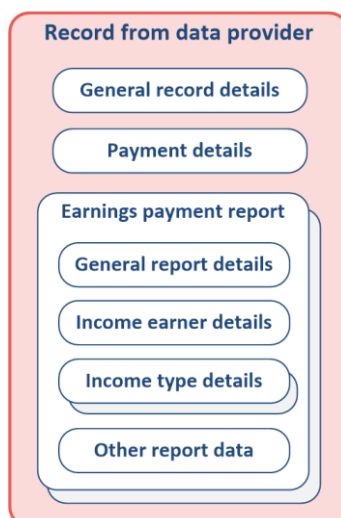 Record from data provider
General record details
Payment details
Earnings payment report
General report details
Income earner details
Income type details
Other report data